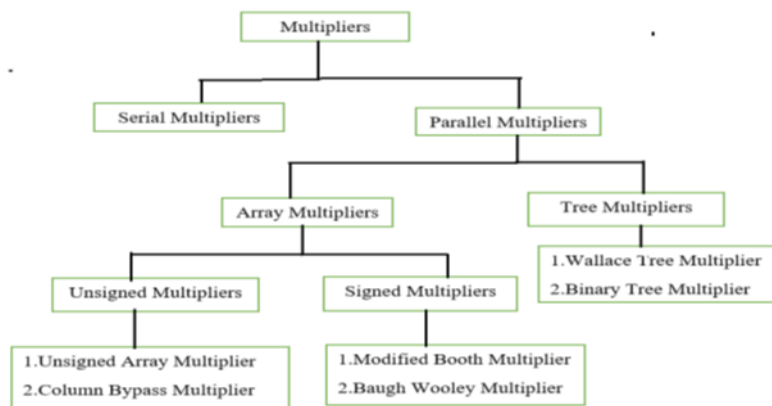 Multipliers
Serial Multipliers
Parallel Multipliers
Array Multipliers
Tree Multipliers
1.Wallace Tree Multiplier
2.Binary Tree Multiplier
Unsigned Multipliers
Signed Multipliers
1.Unsigned Array Multiplier
2.Column Bypass Multiplier
1.Modified Booth Multiplier
2.Baugh Wooley Multiplier